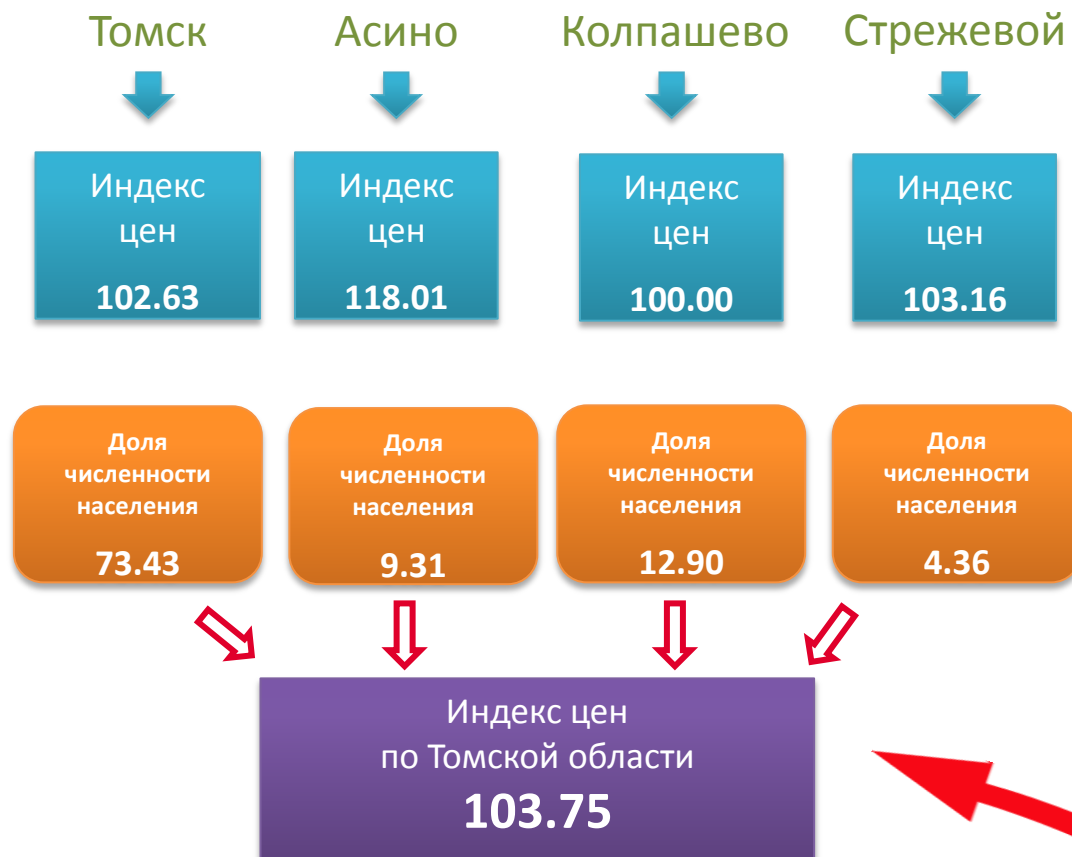 Томск
Асино
Колпашево
Стрежевой
Индекс
цен
102.63
Индекс
цен
118.01
Индекс
цен
100.00
Индекс
цен
103.16
Доля
численности
населения
73.43
Доля
численности
населения
9.31
Доля
численности
населения
12.90
Доля
численности
населения
4.36
Индекс цен
по Томской области
103.75